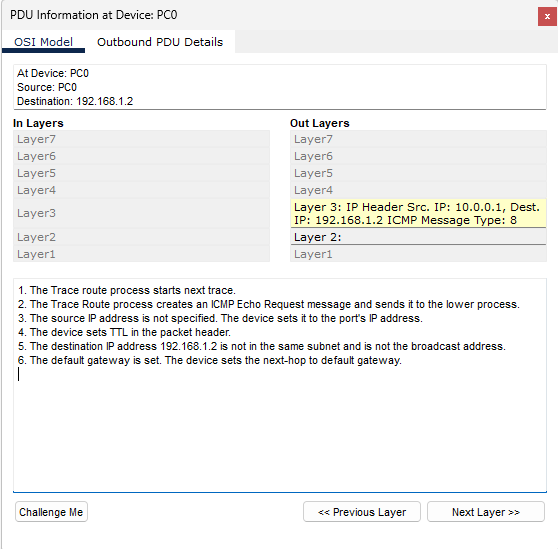 PDU Information at Device: PC0
x
OSI Model Outbound PDU Details
At Device: PC0
Source: PC0
Destination: 192.168.1.2
In Layers
Layer7
Layer6
Layer5
Layer4
Layer3
Layer2
Layer1
Out Layers
Layer7
Layer6
Layer5
Layer4
Layer 3: IP Header Src. IP: 10.0.0.1, Dest.
IP: 192.168.1.2 ICMP Message Type: 8
Layer 2:
Layer1
1. The Trace route process starts next trace.
2. The Trace Route process creates an ICMP Echo Request message and sends it to the lower process.
3. The source IP address is not specified. The device sets it to the port's IP address.
4. The device sets TTL in the packet header.
5. The destination IP address 192.168.1.2 is not in the same subnet and is not the broadcast address.
6. The default gateway is set. The device sets the next-hop to default gateway.
Challenge Me << Previous Layer Next Layer >>